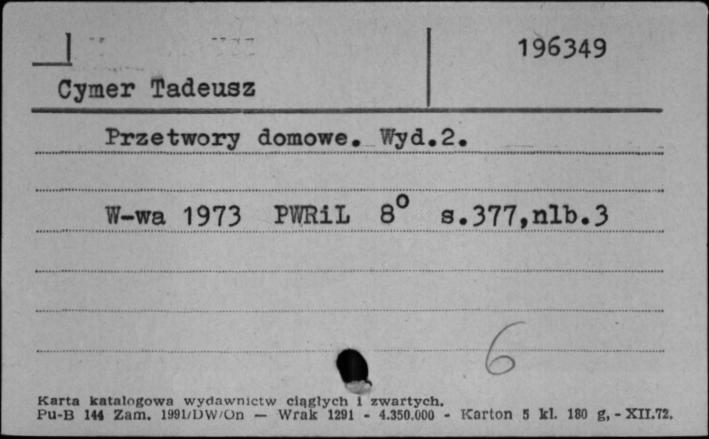 196349
Cymer Tadeusz
Przetwory domowe. Wyd.2.
W-wa 1973 PWRiL 8° s.377,nlb.3
6
Karta katalogowa wydawnictw ciągłych i zwartych.
Pu-B 144 Zam. 1991/DW/On — Wrak 1291 - 4.350.000 - Karton 5 kl. 180 g, - XII.72.